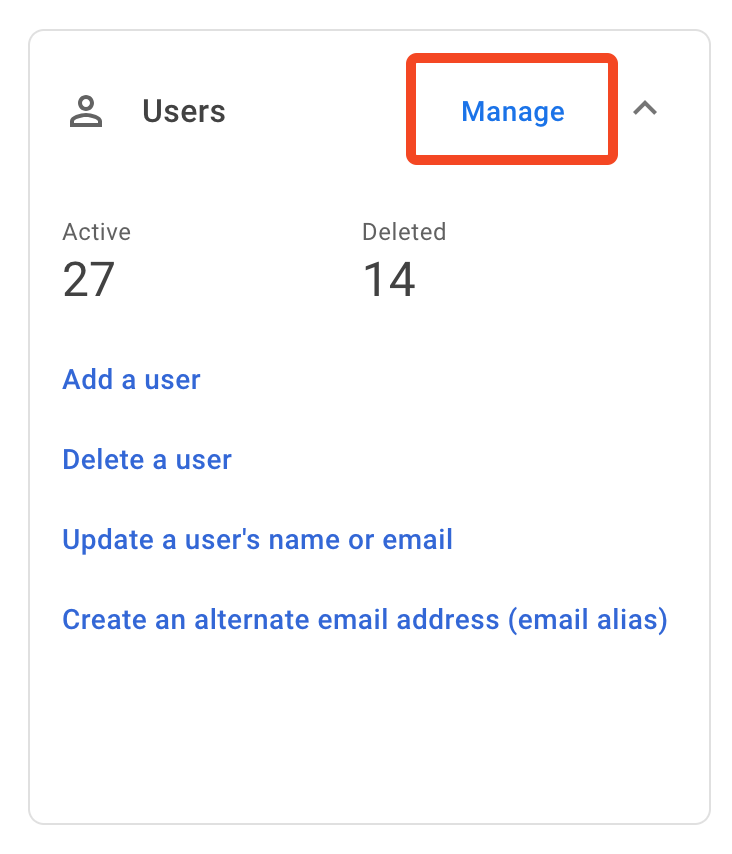 Users Manage
Active Deleted
27 14
Add a user
Delete a user
Update a user's name or email
Create an alternate email address (email alias)